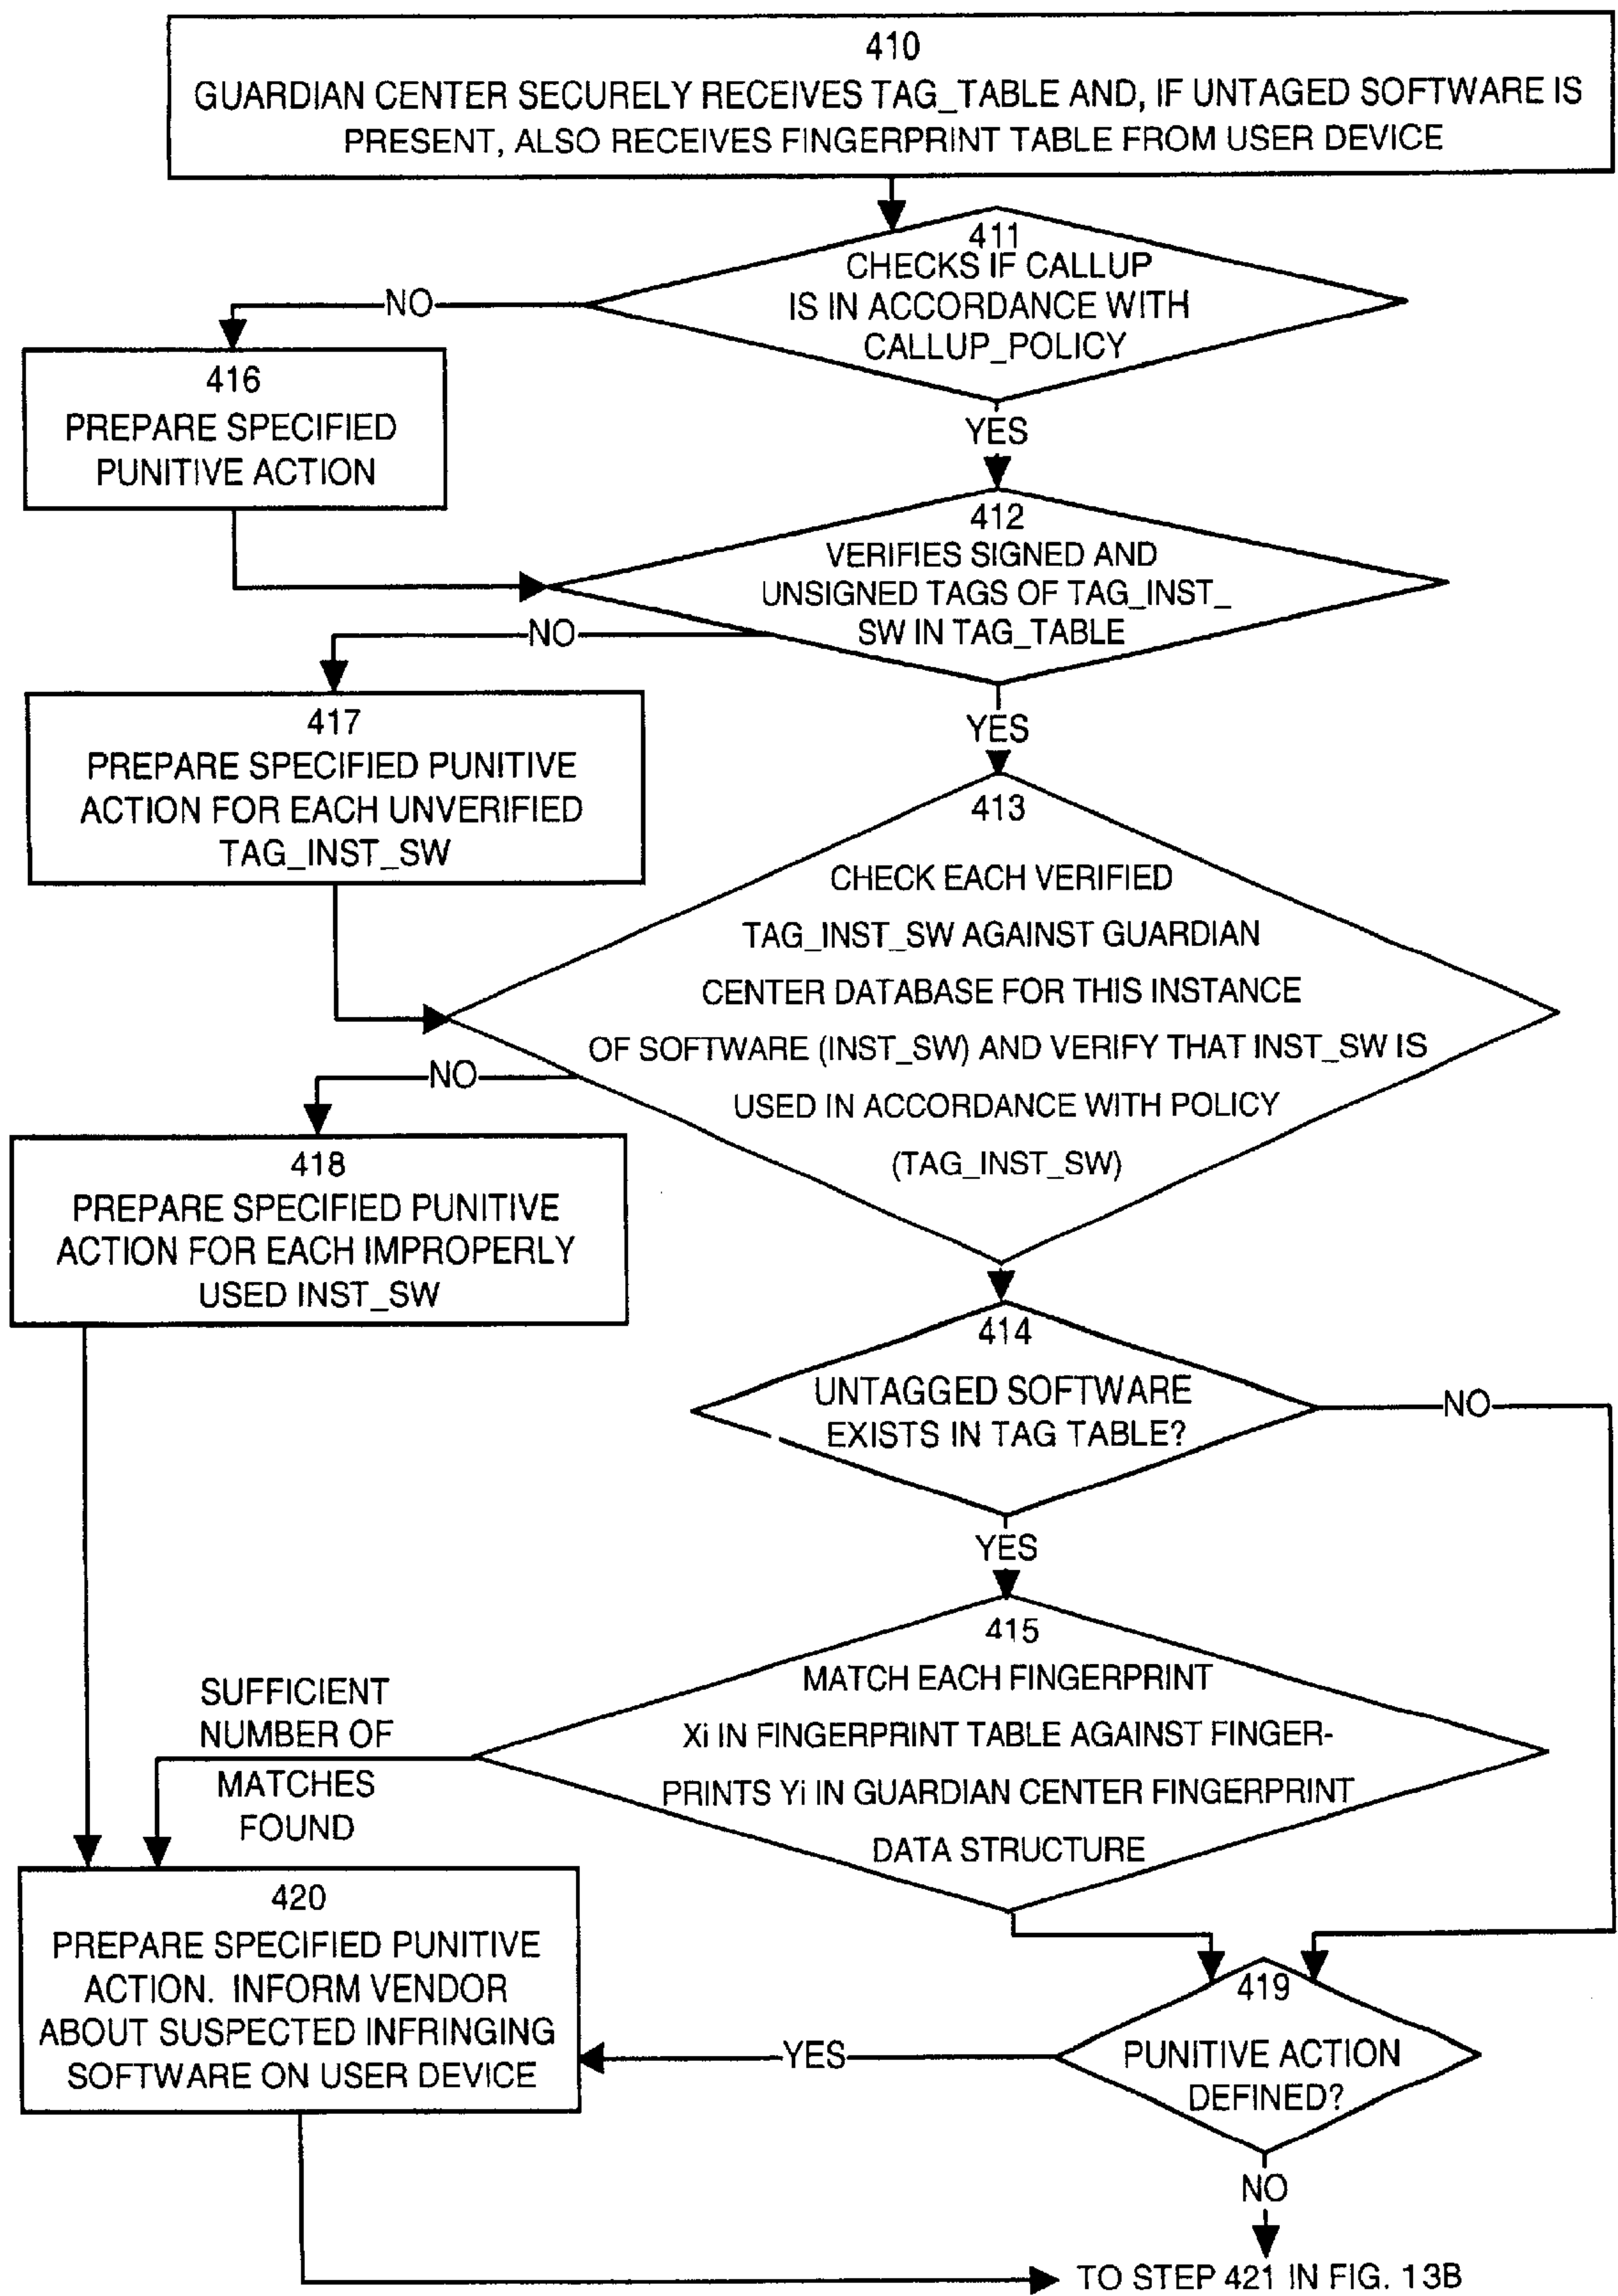 410
GUARDIAN CENTER SECURELY RECEIVES TAG_TABLE AND, IF UNTAGED SOFTWARE IS
PRESENT, ALSO RECEIVES FINGERPRINT TABLE FROM USER DEVICE
411
CHECKS IF CALLUP
IS IN ACCORDANCE WITH
CALLUP_POLICY
NO
YES
416
PREPARE SPECIFIED
PUNITIVE ACTION
412
VERIFIES SIGNED AND
UNSIGNED TAGS OF TAG_INST_
SW IN TAG_TABLE
NO
YES
417
PREPARE SPECIFIED PUNITIVE
ACTION FOR EACH UNVERIFIED
TAG_INST_SW
413
CHECK EACH VERIFIED
TAG_INST_SW AGAINST GUARDIAN
CENTER DATABASE FOR THIS INSTANCE
OF SOFTWARE (INST_SW) AND VERIFY THAT INST_SW IS
USED IN ACCORDANCE WITH POLICY
(TAG_INST_SW)
NO
418
PREPARE SPECIFIED PUNITIVE
ACTION FOR EACH IMPROPERLY
USED INST_SW
414
UNTAGGED SOFTWARE
EXISTS IN TAG TABLE?
NO
YES
415
MATCH EACH FINGERPRINT
Xi IN FINGERPRINT TABLE AGAINST FINGER-
PRINTS Yi IN GUARDIAN CENTER FINGERPRINT
DATA STRUCTURE
SUFFICIENT
NUMBER OF
MATCHES
FOUND
420
PREPARE SPECIFIED PUNITIVE
ACTION. INFORM VENDOR
ABOUT SUSPECTED INFRINGING
SOFTWARE ON USER DEVICE
419
PUNITIVE ACTION
DEFINED?
YES
NO
TO STEP 421 IN FIG. 13B